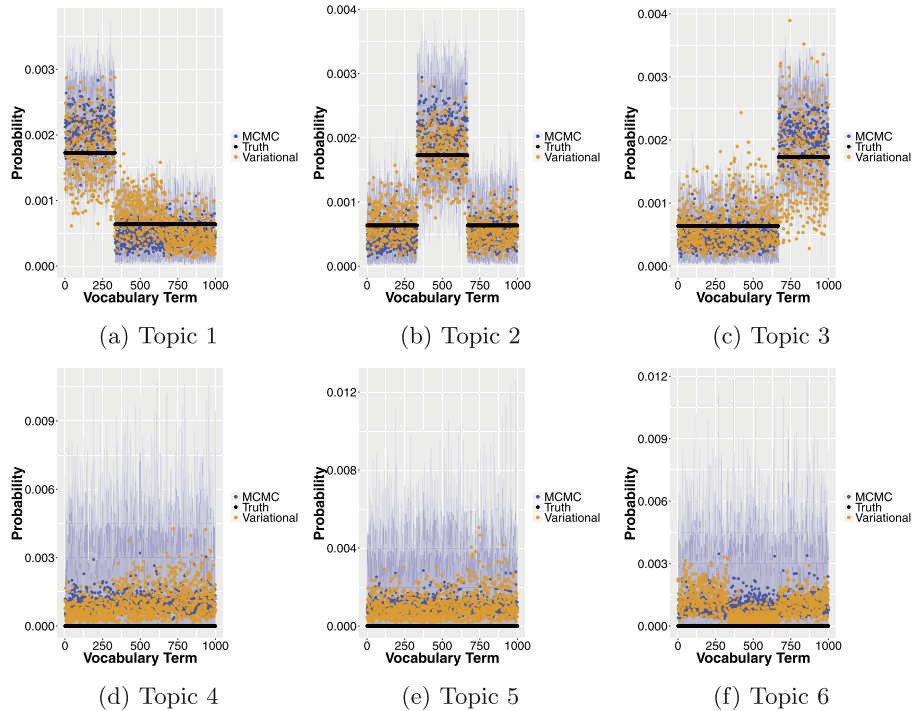 0.003
0.002
0.001
0.000
Probability
0 250 500 750 1000
Vocabulary Term
MCMC
Truth
Variational
(a) Topic 1
0.004
0.003
0.002
0.001
0.000
Probability
0 250 500 750 1000
Vocabulary Term
MCMC
Truth
Variational
(b) Topic 2
0.004
0.003
0.002
0.001
0.000
Probability
0 250 500 750 1000
Vocabulary Term
MCMC
Truth
Variational
(c) Topic 3
0.009
0.006
0.003
0.000
Probability
0 250 500 750 1000
Vocabulary Term
MCMC
Truth
Variational
(d) Topic 4
0.012
0.008
0.004
0.000
Probability
0 250 500 750 1000
Vocabulary Term
MCMC
Truth
Variational
(e) Topic 5
0.012
0.009
0.006
0.003
0.000
Probability
0 250 500 750 1000
Vocabulary Term
MCMC
Truth
Variational
(f) Topic 6